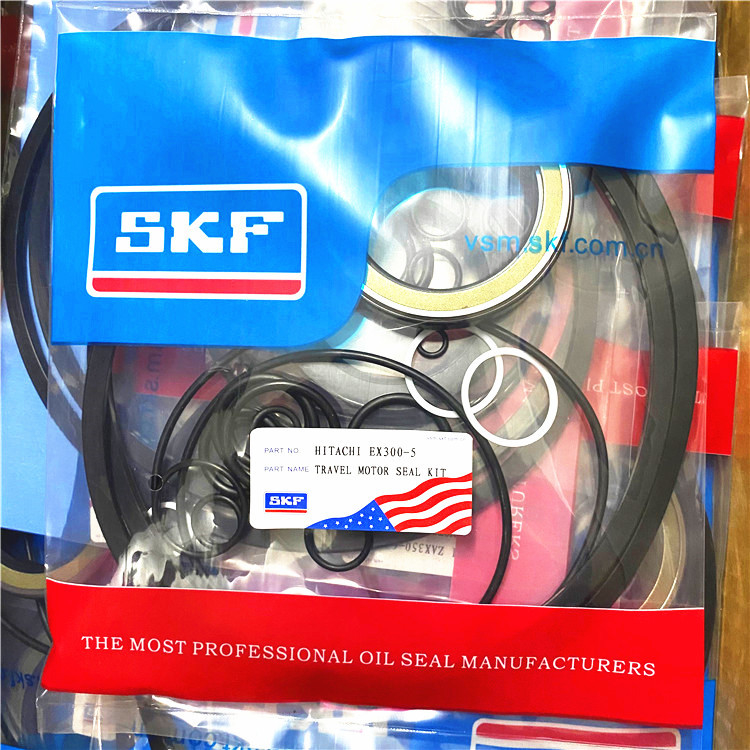 SKF
vsm.skf.com.cn
PART NO. HITACHI EX300-5
PART NAME TRAVEL MOTOR SEAL KIT
SKF
ZAX350-
THE MOST PROFESSIONAL OIL SEAL MANUFACTURERS